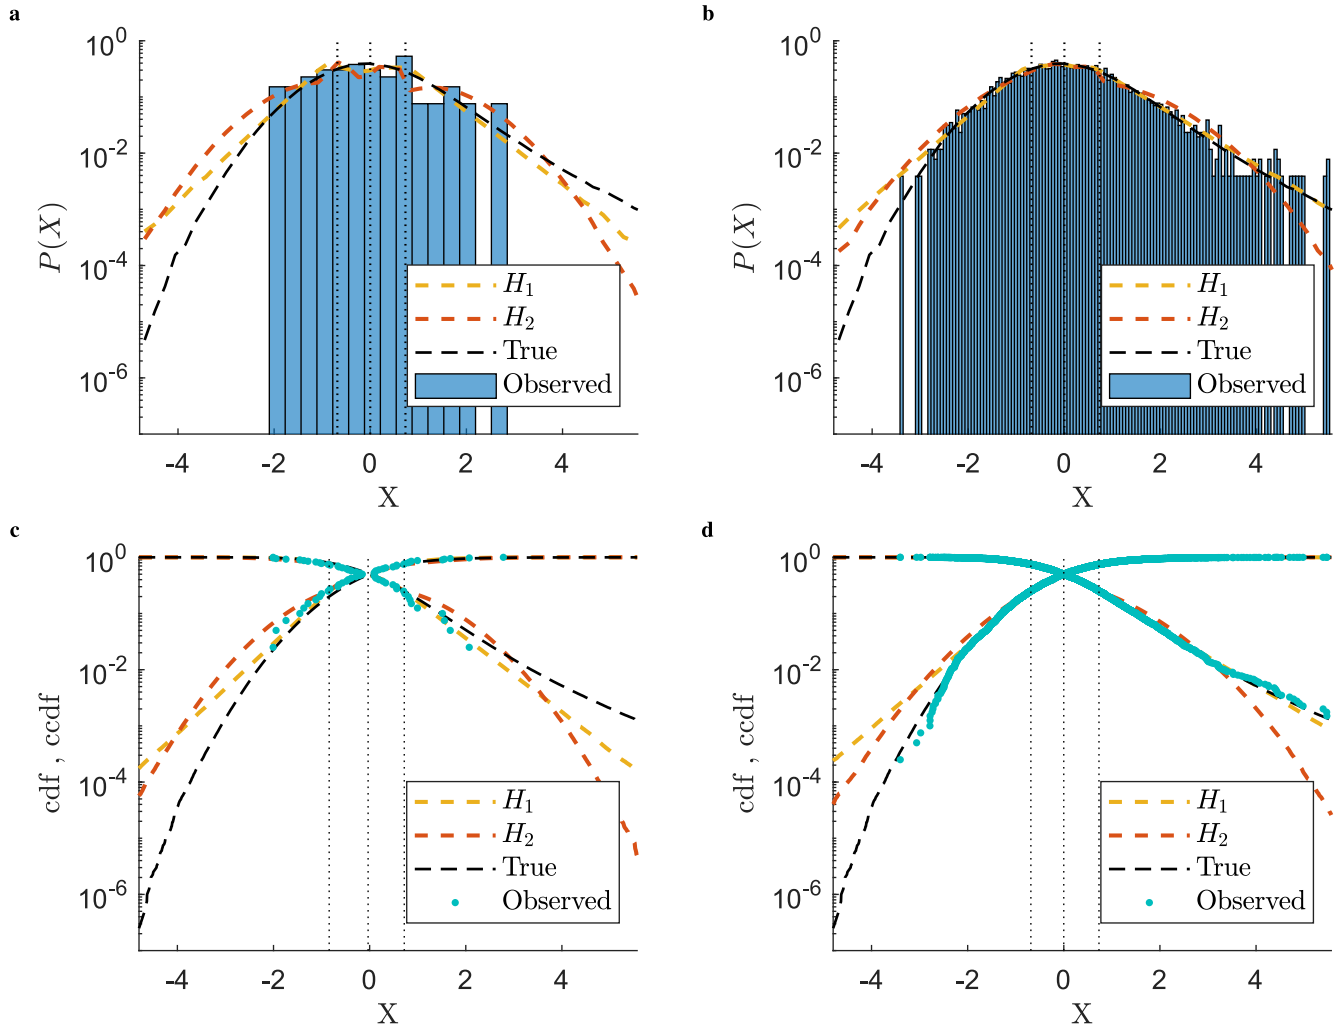 a
10^0
10^-2
10^-4
10^-6
P(X)
-4 -2 0 2 4
X
H_1
H_2
True
Observed
b
10^0
10^-2
10^-4
10^-6
P(X)
-4 -2 0 2 4
X
H_1
H_2
True
Observed
c
10^0
10^-2
10^-4
10^-6
cdf , ccdf
-4 -2 0 2 4
X
H_1
H_2
True
Observed
d
10^0
10^-2
10^-4
10^-6
cdf , ccdf
-4 -2 0 2 4
X
H_1
H_2
True
Observed